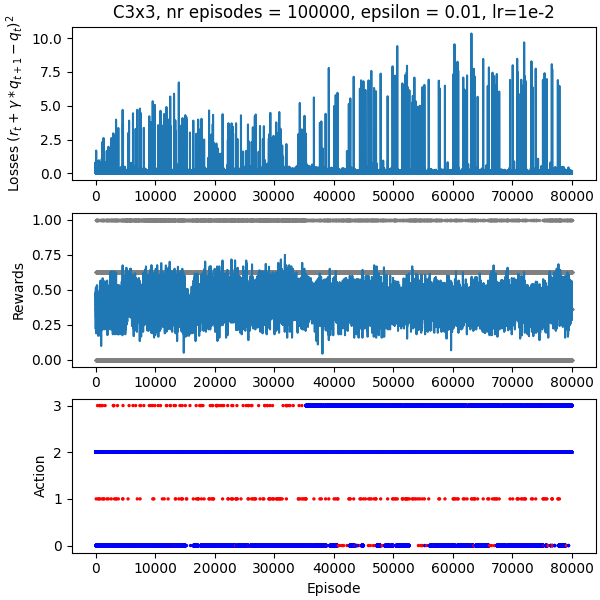 C3x3, nr episodes = 100000, epsilon = 0.01, lr=1e-2
Losses (r_t + γ * q_{t+1} − q_t)^2
10.0
7.5
5.0
2.5
0.0
0 10000 20000 30000 40000 50000 60000 70000 80000
Rewards
1.00
0.75
0.50
0.25
0.00
0 10000 20000 30000 40000 50000 60000 70000 80000
Action
3
2
1
0
0 10000 20000 30000 40000 50000 60000 70000 80000
Episode